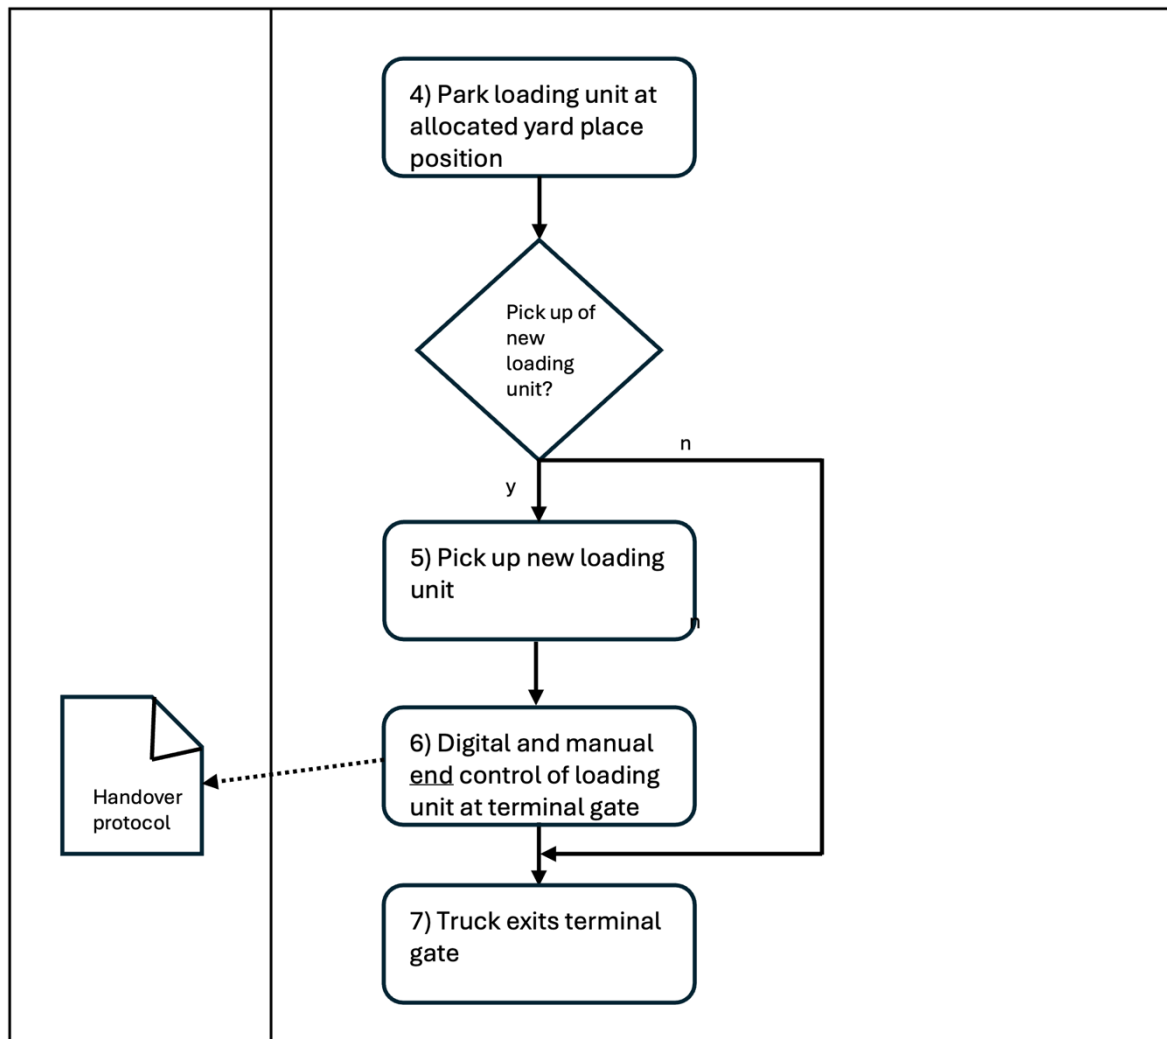 4) Park loading unit at
allocated yard place
position
Pick up of
new
loading
unit?
n
y
5) Pick up new loading
unit
n
6) Digital and manual
end control of loading
unit at terminal gate
Handover
protocol
7) Truck exits terminal
gate